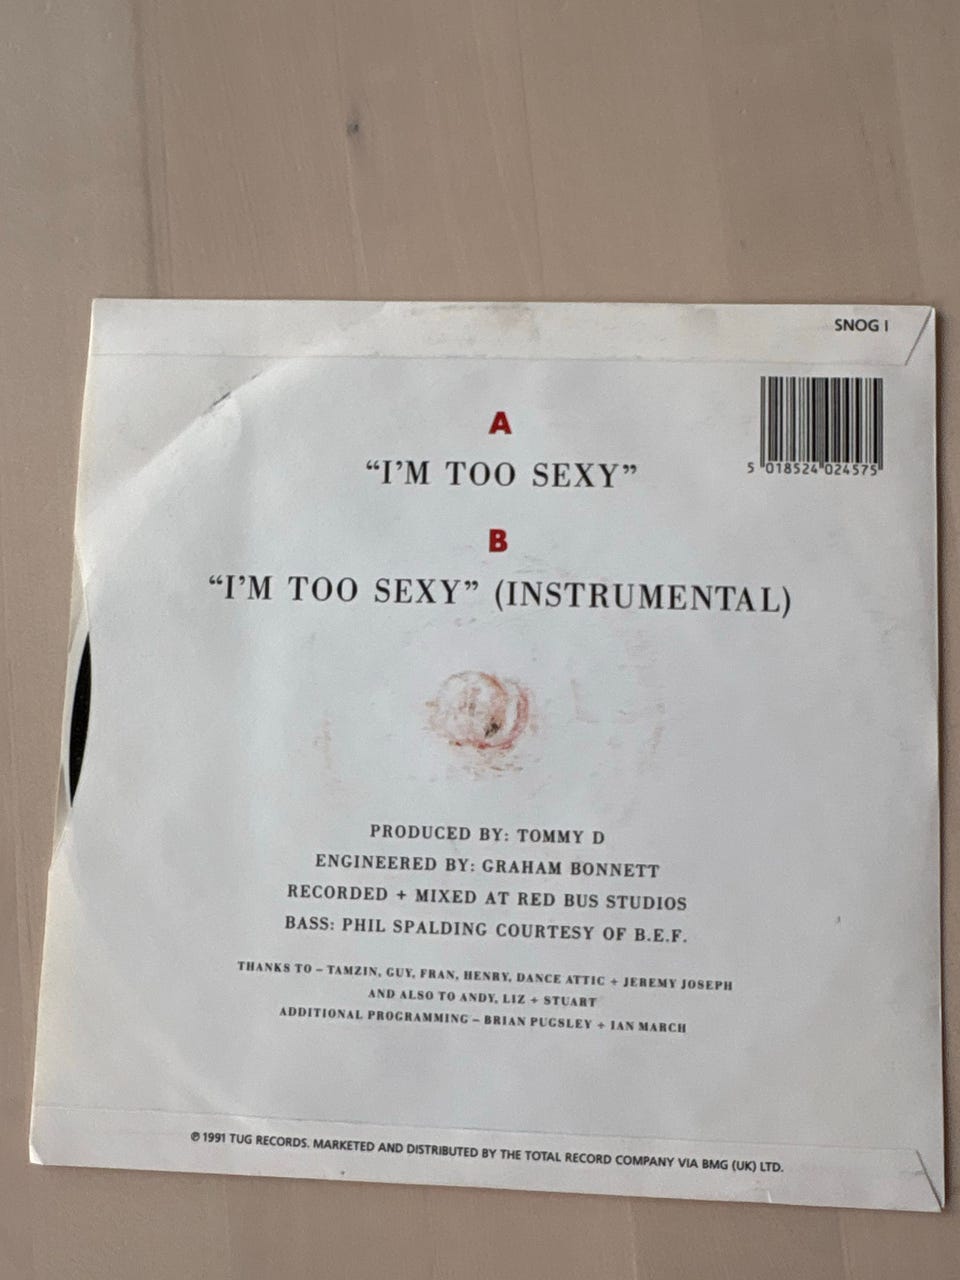 SNOG 1
A
“I’M TOO SEXY”
5 018524 024575
B
“I’M TOO SEXY” (INSTRUMENTAL)
PRODUCED BY: TOMMY D
ENGINEERED BY: GRAHAM BONNETT
RECORDED + MIXED AT RED BUS STUDIOS
BASS: PHIL SPALDING COURTESY OF B.E.F.
THANKS TO – TAMZIN, GUY, FRAN, HENRY, DANCE ATTIC + JEREMY JOSEPH
AND ALSO TO ANDY, LIZ + STUART
ADDITIONAL PROGRAMMING – BRIAN PUGSLEY + IAN MARCH
℗ 1991 TUG RECORDS. MARKETED AND DISTRIBUTED BY THE TOTAL RECORD COMPANY VIA BMG (UK) LTD.